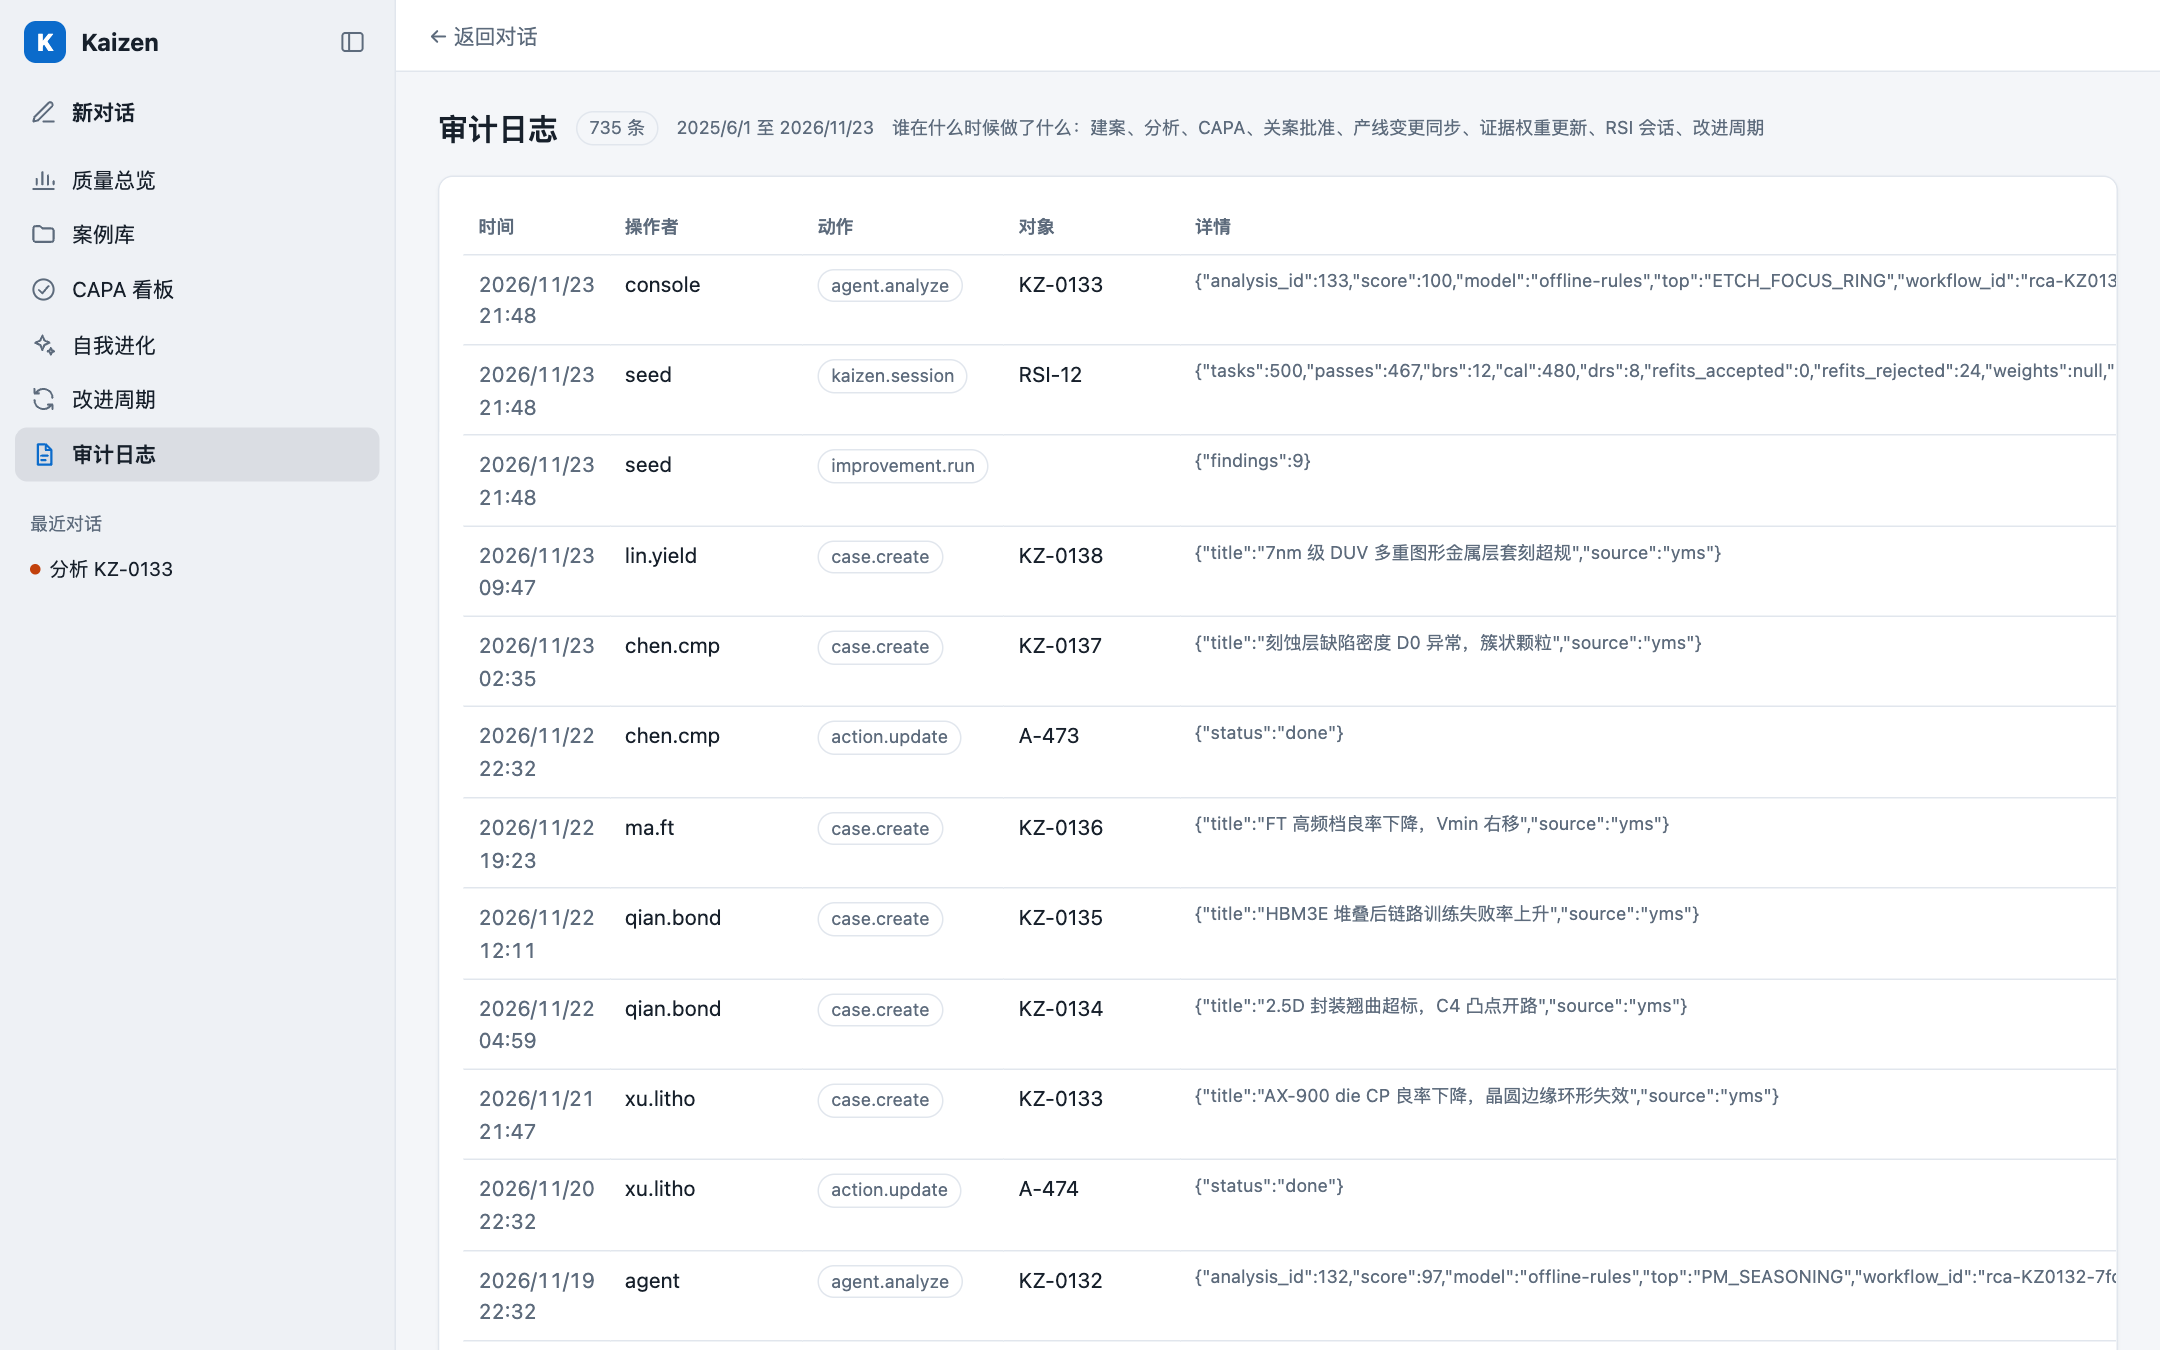 K Kaizen
新对话
质量总览
案例库
CAPA 看板
自我进化
改进周期
审计日志
最近对话
分析 KZ-0133
← 返回对话
审计日志 735 条 2025/6/1 至 2026/11/23 谁在什么时候做了什么：建案、分析、CAPA、关案批准、产线变更同步、证据权重更新、RSI 会话、改进周期
时间 操作者 动作 对象 详情
2026/11/23 21:48 console agent.analyze KZ-0133 {"analysis_id":133,"score":100,"model":"offline-rules","top":"ETCH_FOCUS_RING","workflow_id":"rca-KZ013
2026/11/23 21:48 seed kaizen.session RSI-12 {"tasks":500,"passes":467,"brs":12,"cal":480,"drs":8,"refits_accepted":0,"refits_rejected":24,"weights":null,"
2026/11/23 21:48 seed improvement.run {"findings":9}
2026/11/23 09:47 lin.yield case.create KZ-0138 {"title":"7nm 级 DUV 多重图形金属层套刻超规","source":"yms"}
2026/11/23 02:35 chen.cmp case.create KZ-0137 {"title":"刻蚀层缺陷密度 D0 异常，簇状颗粒","source":"yms"}
2026/11/22 22:32 chen.cmp action.update A-473 {"status":"done"}
2026/11/22 19:23 ma.ft case.create KZ-0136 {"title":"FT 高频档良率下降，Vmin 右移","source":"yms"}
2026/11/22 12:11 qian.bond case.create KZ-0135 {"title":"HBM3E 堆叠后链路训练失败率上升","source":"yms"}
2026/11/22 04:59 qian.bond case.create KZ-0134 {"title":"2.5D 封装翘曲超标，C4 凸点开路","source":"yms"}
2026/11/21 21:47 xu.litho case.create KZ-0133 {"title":"AX-900 die CP 良率下降，晶圆边缘环形失效","source":"yms"}
2026/11/20 22:32 xu.litho action.update A-474 {"status":"done"}
2026/11/19 22:32 agent agent.analyze KZ-0132 {"analysis_id":132,"score":97,"model":"offline-rules","top":"PM_SEASONING","workflow_id":"rca-KZ0132-7f